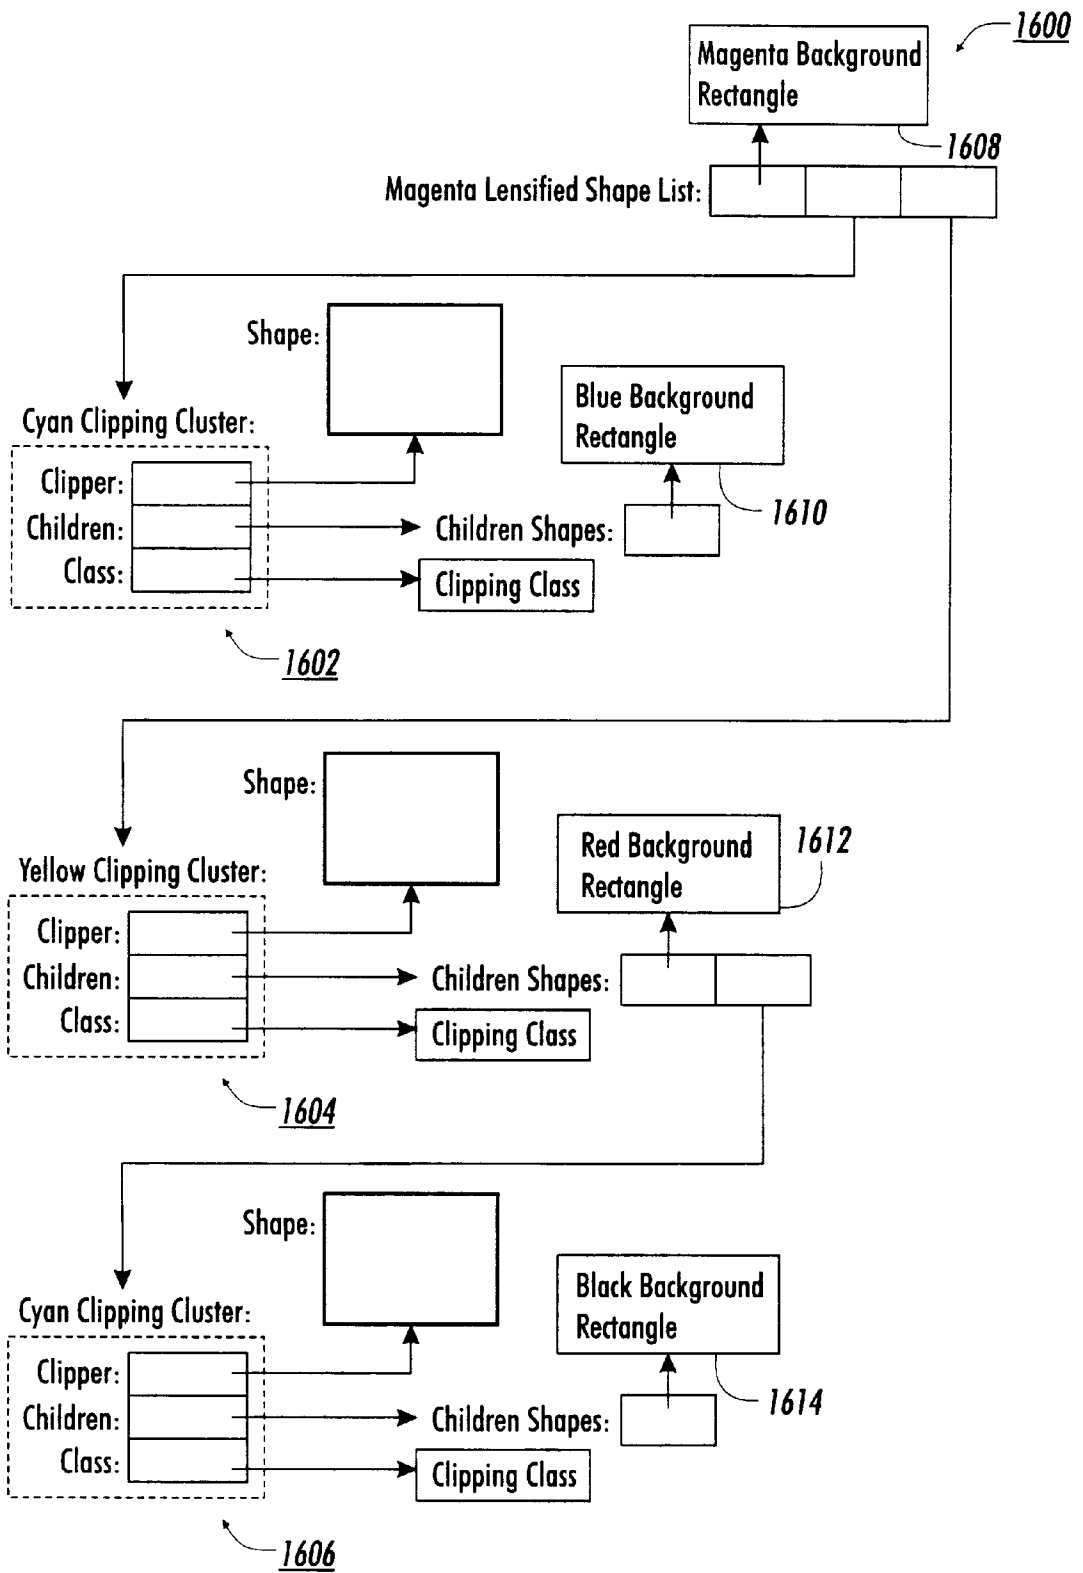 1600
Magenta Background
Rectangle
1608
Magenta Lensified Shape List:
Shape:
Blue Background
Rectangle
Cyan Clipping Cluster:
Clipper:
1610
Children:
Children Shapes:
Class:
Clipping Class
1602
Shape:
Red Background
Rectangle
1612
Yellow Clipping Cluster:
Clipper:
Children:
Children Shapes:
Class:
Clipping Class
1604
Shape:
Black Background
Rectangle
Cyan Clipping Cluster:
Clipper:
1614
Children:
Children Shapes:
Class:
Clipping Class
1606